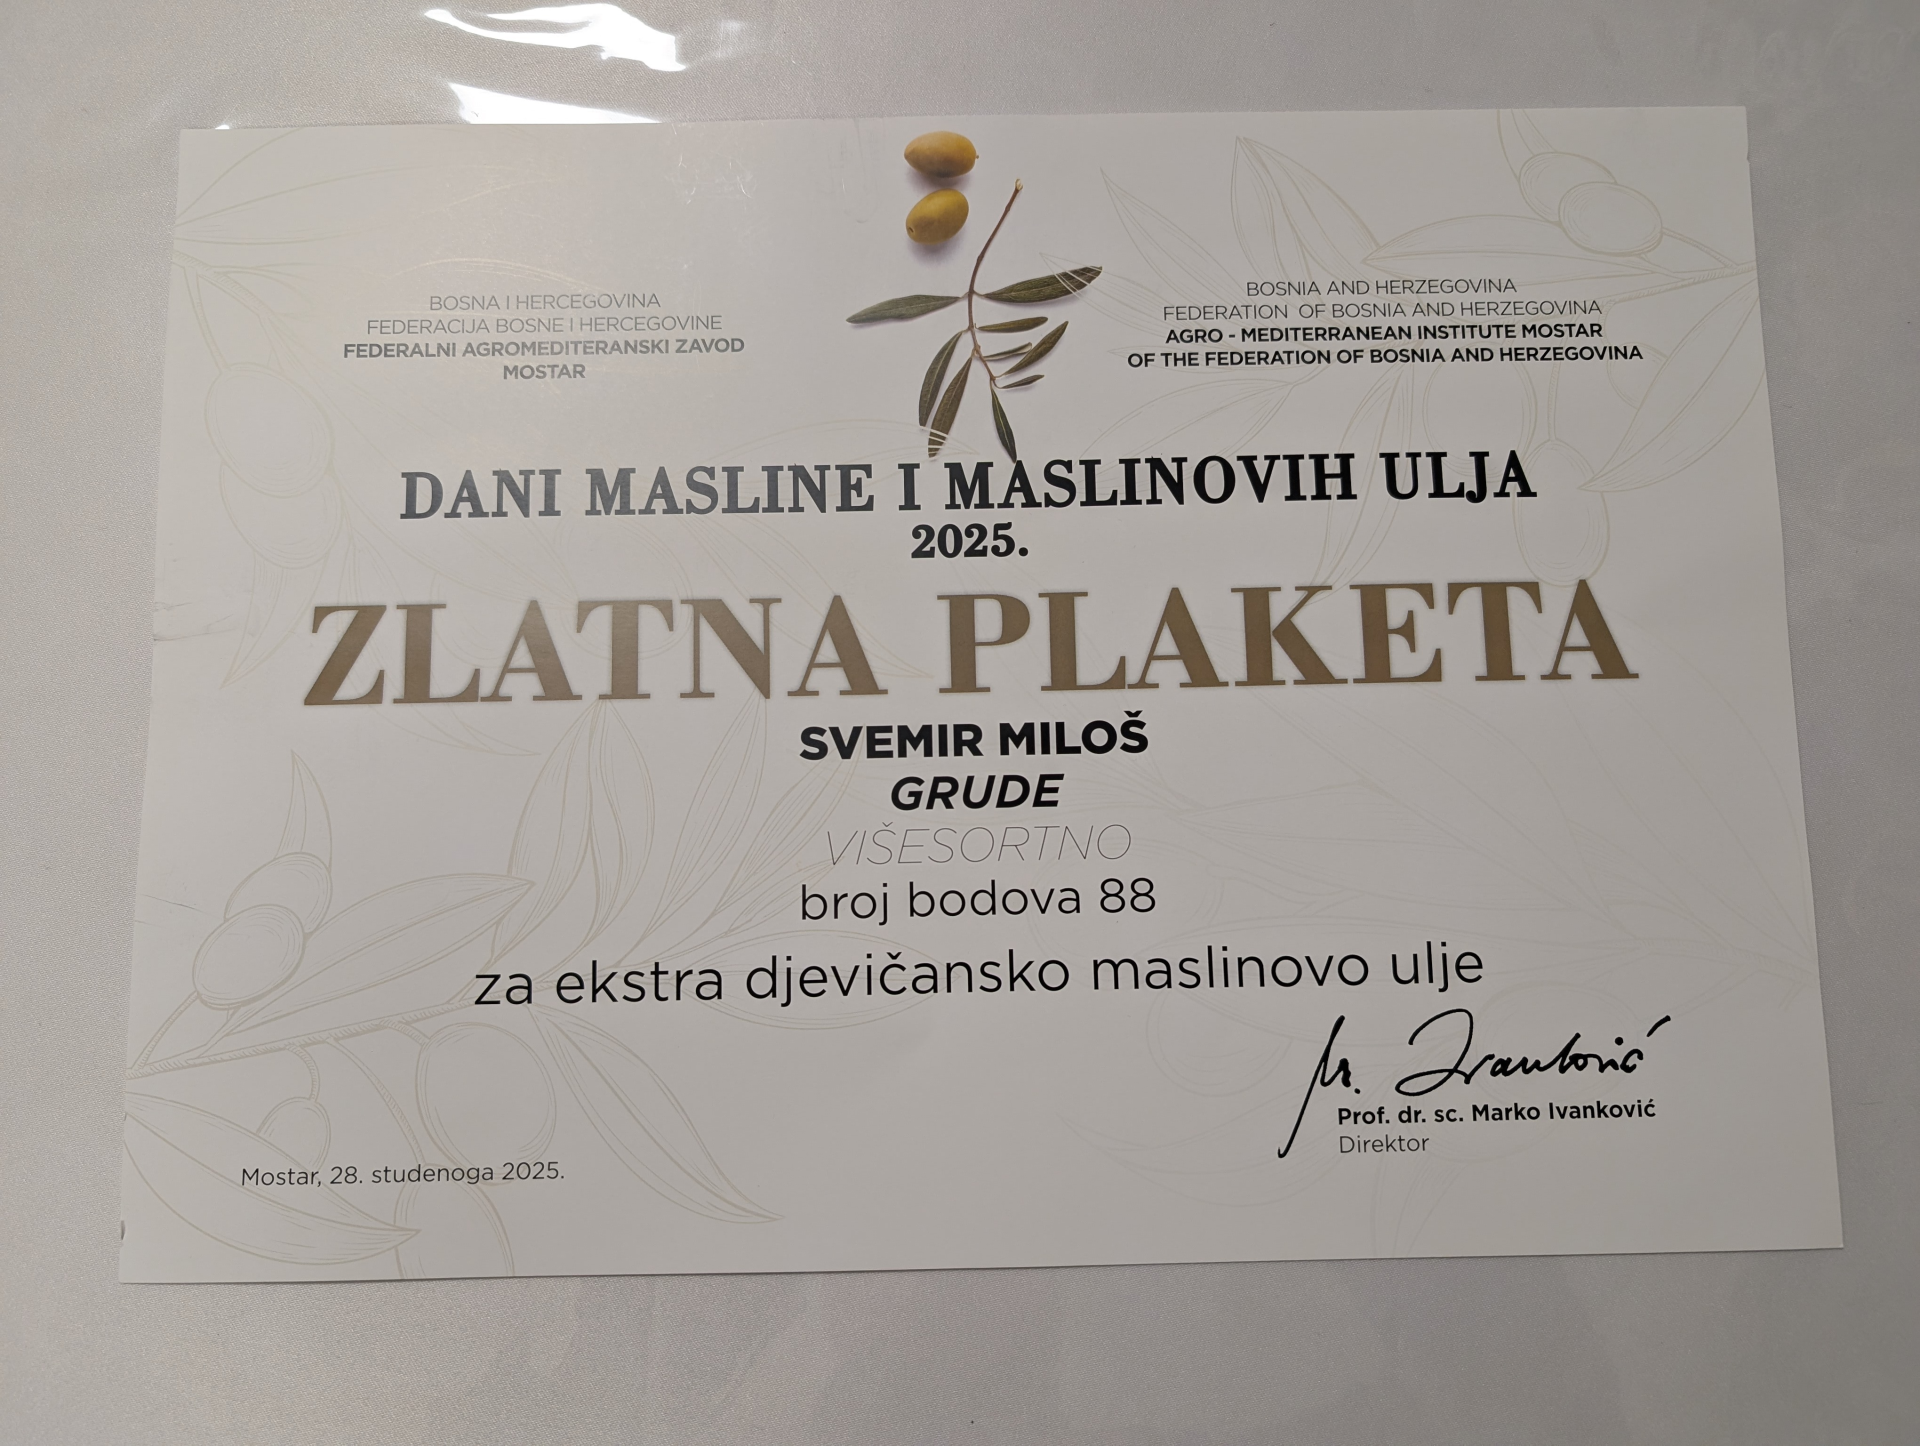 BOSNA I HERCEGOVINA
FEDERACIJA BOSNE I HERCEGOVINE
FEDERALNI AGROMEDITERANSKI ZAVOD
MOSTAR
BOSNIA AND HERZEGOVINA
FEDERATION OF BOSNIA AND HERZEGOVINA
AGRO - MEDITERRANEAN INSTITUTE MOSTAR
OF THE FEDERATION OF BOSNIA AND HERZEGOVINA
DANI MASLINE I MASLINOVIH ULJA
2025.
ZLATNA PLAKETA
SVEMIR MILOŠ
GRUDE
VIŠESORTNO
broj bodova 88
za ekstra djevičansko maslinovo ulje
M. Ivanković
Prof. dr. sc. Marko Ivanković
Direktor
Mostar, 28. studenoga 2025.